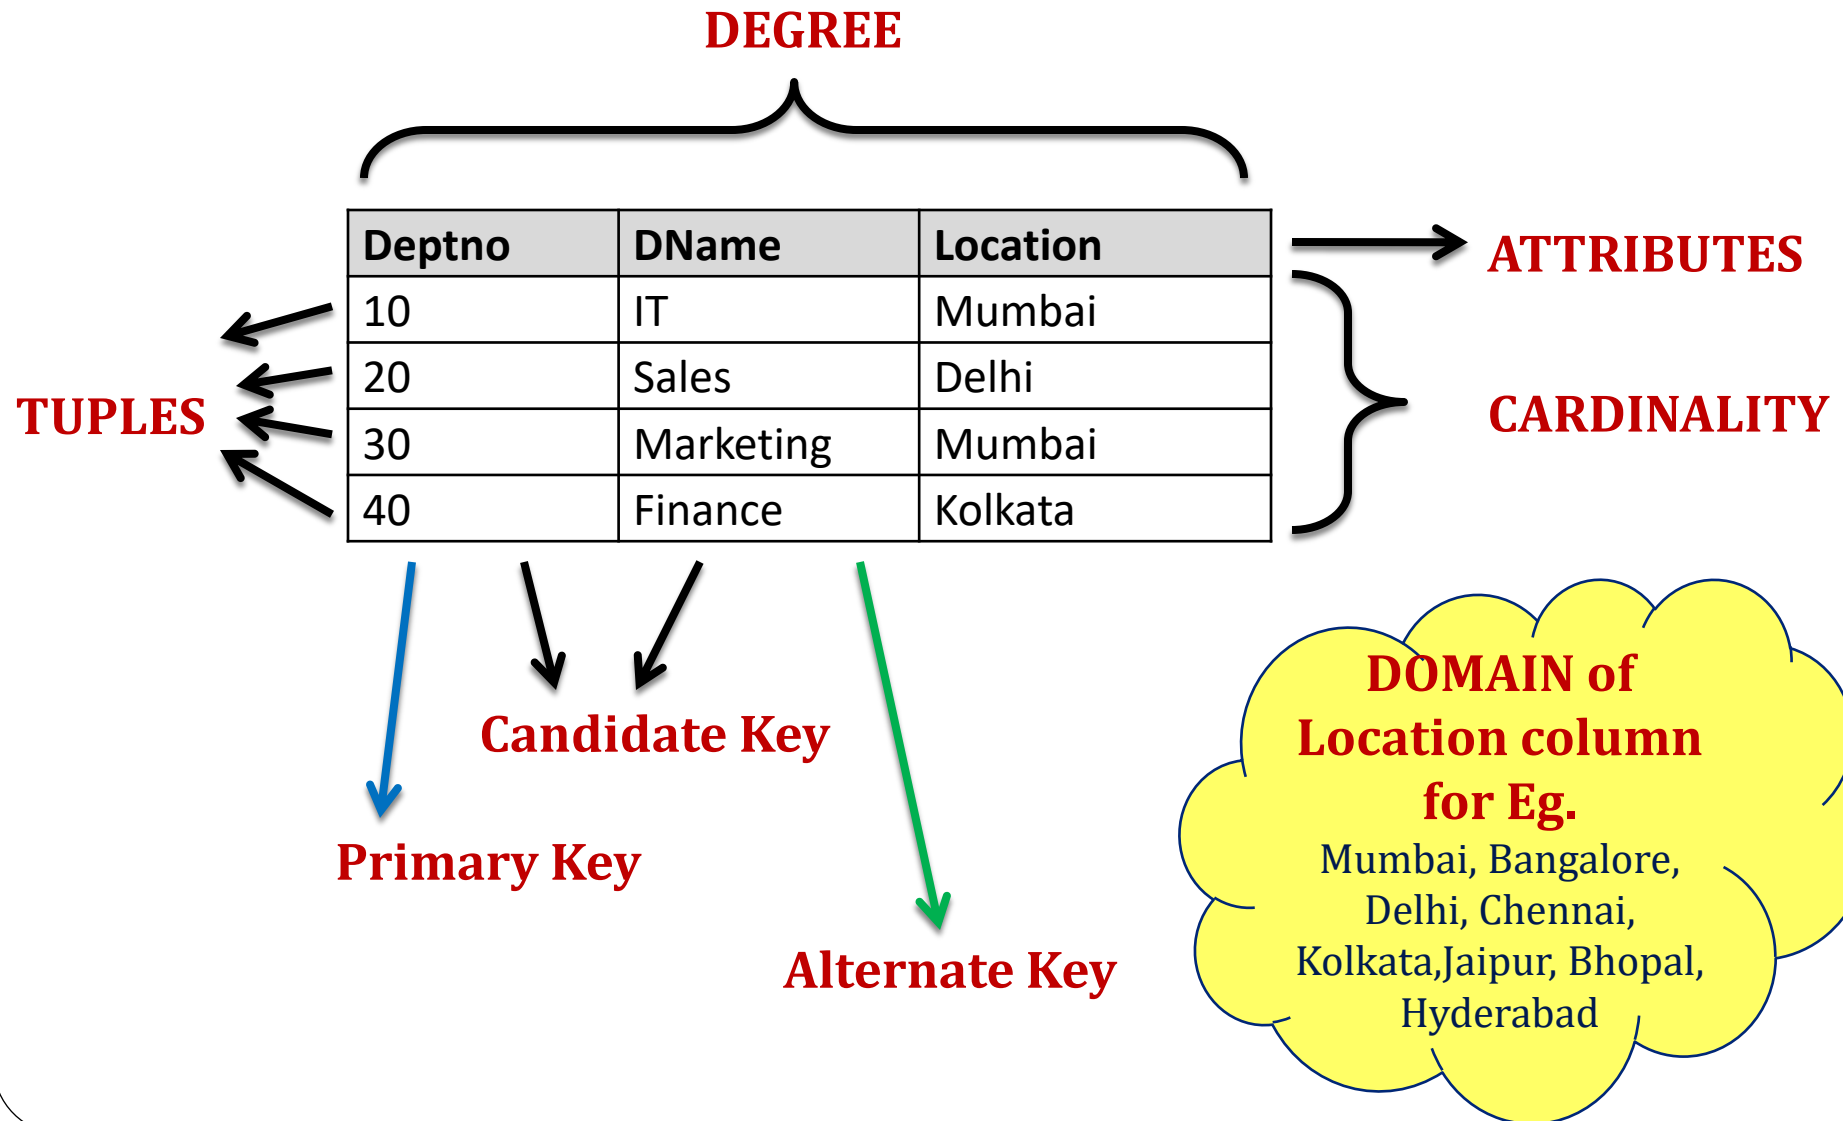 DEGREE
Deptno DName Location
ATTRIBUTES
10 IT Mumbai
20 Sales Delhi
TUPLES
CARDINALITY
30 Marketing Mumbai
40 Finance Kolkata
Candidate Key
Primary Key
Alternate Key
DOMAIN of
Location column
for Eg.
Mumbai, Bangalore,
Delhi, Chennai,
Kolkata,Jaipur, Bhopal,
Hyderabad